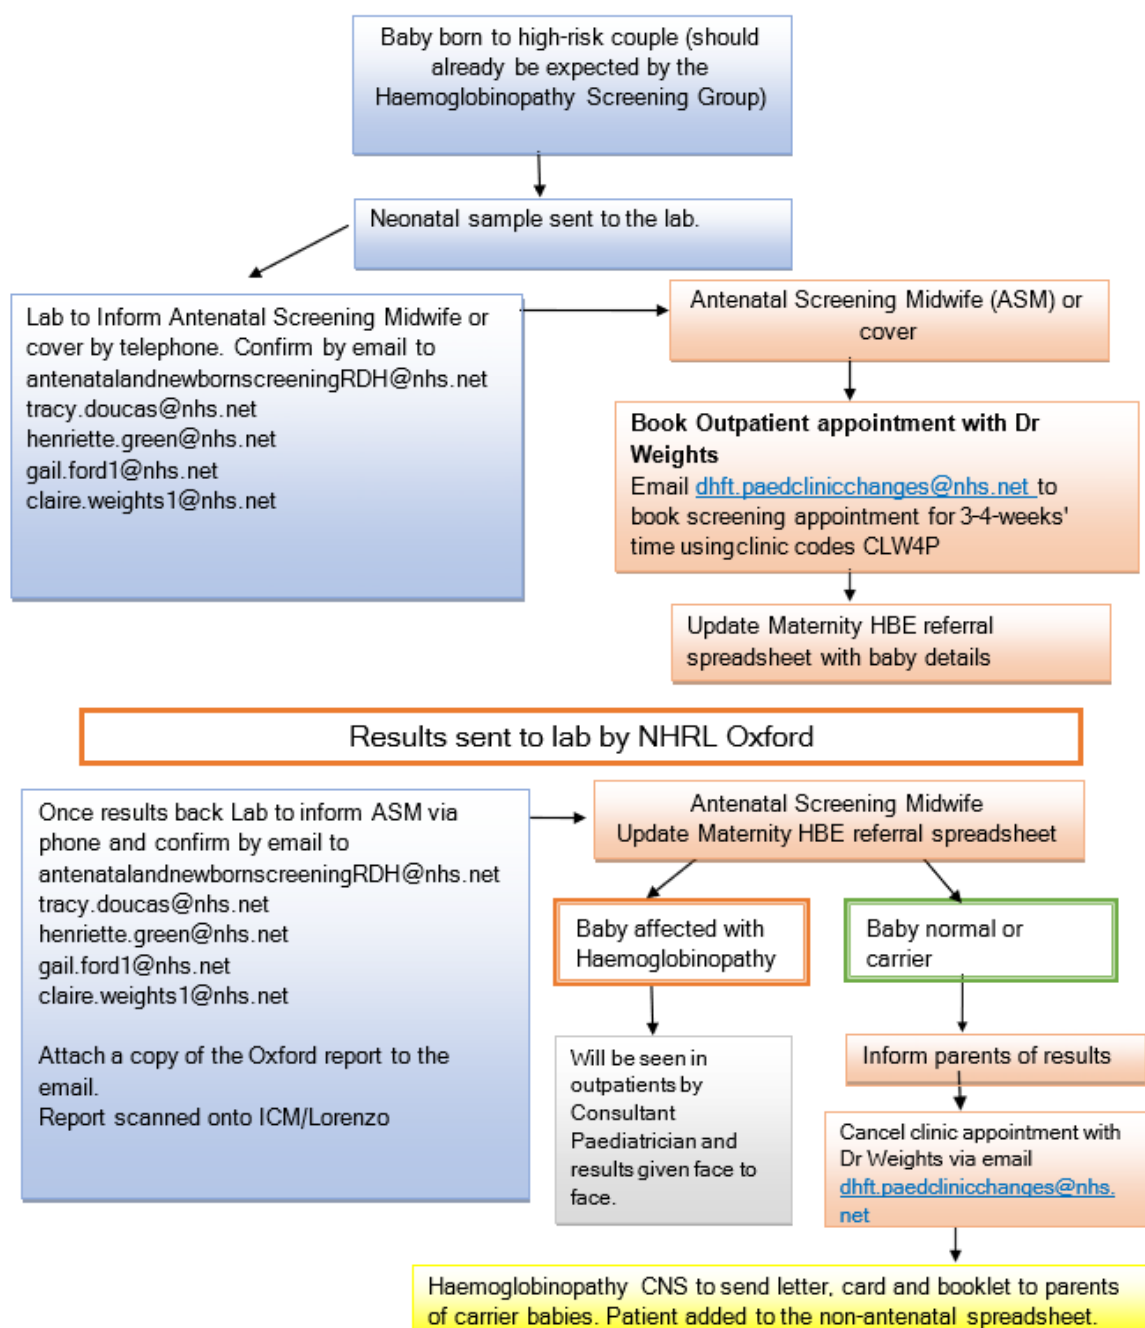 Baby born to high-risk couple (should
already be expected by the
Haemoglobinopathy Screening Group)
Neonatal sample sent to the lab.
Lab to Inform Antenatal Screening Midwife or
cover by telephone. Confirm by email to
antenatalandnewbornscreeningRDH@nhs.net
tracy.doucas@nhs.net
henriette.green@nhs.net
gail.ford1@nhs.net
claire.weights1@nhs.net
Antenatal Screening Midwife (ASM) or
cover
Book Outpatient appointment with Dr
Weights
Email dhft.paedclinicchanges@nhs.net to
book screening appointment for 3-4-weeks'
time usingclinic codes CLW4P
Update Maternity HBE referral
spreadsheet with baby details
Results sent to lab by NHRL Oxford
Once results back Lab to inform ASM via
phone and confirm by email to
antenatalandnewbornscreeningRDH@nhs.net
tracy.doucas@nhs.net
henriette.green@nhs.net
gail.ford1@nhs.net
claire.weights1@nhs.net
Attach a copy of the Oxford report to the
email.
Report scanned onto ICM/Lorenzo
Antenatal Screening Midwife
Update Maternity HBE referral spreadsheet
Baby affected with
Haemoglobinopathy
Baby normal or
carrier
Will be seen in
outpatients by
Consultant
Paediatrician and
results given face to
face.
Inform parents of results
Cancel clinic appointment with
Dr Weights via email
dhft.paedclinicchanges@nhs.
net
Haemoglobinopathy CNS to send letter, card and booklet to parents
of carrier babies. Patient added to the non-antenatal spreadsheet.